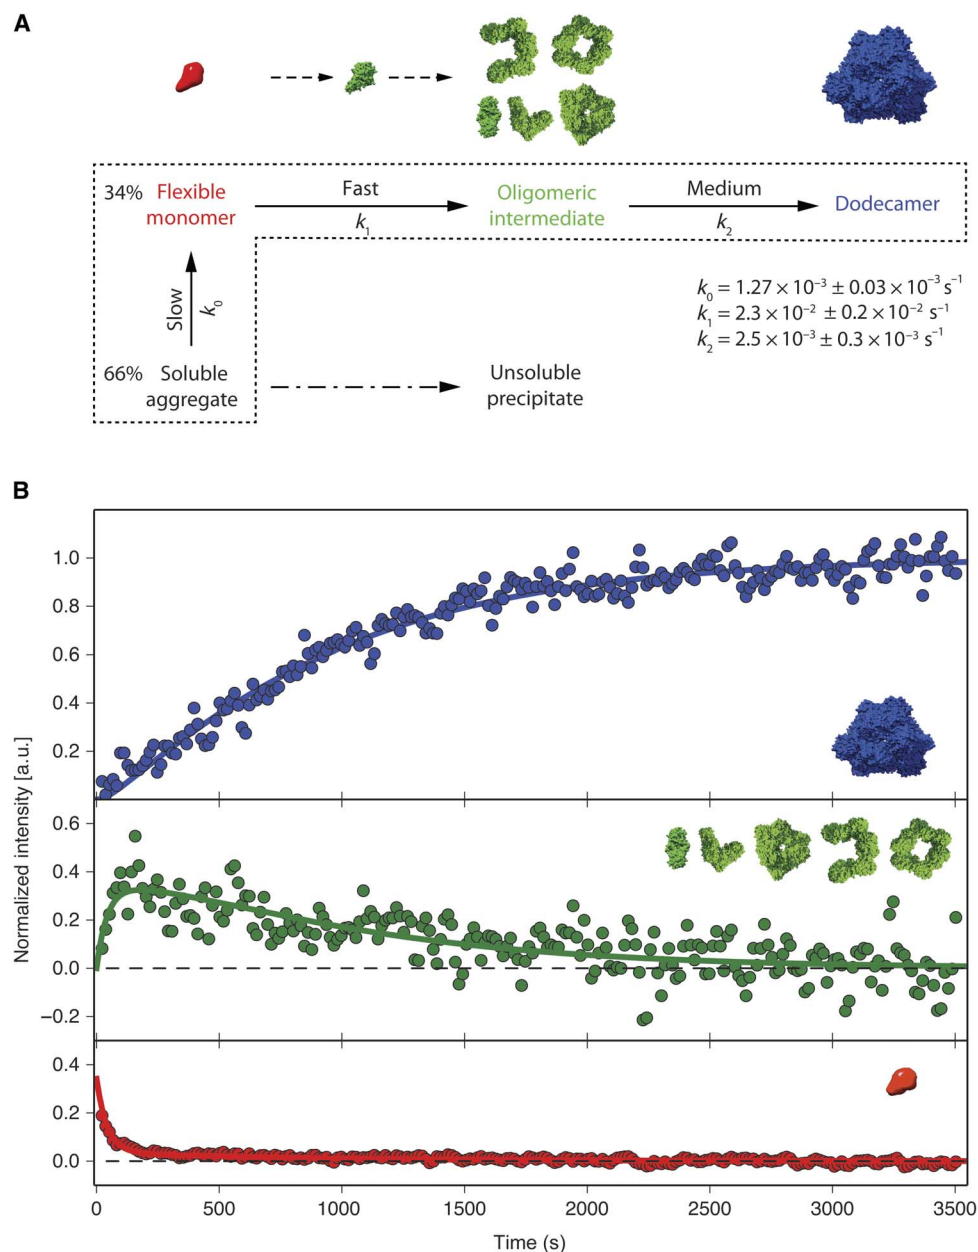 A
34% Flexible monomer
Fast
k1
Oligomeric intermediate
Medium
k2
Dodecamer
Slow
k0
k0 = 1.27 × 10−3 ± 0.03 × 10−3 s−1
k1 = 2.3 × 10−2 ± 0.2 × 10−2 s−1
k2 = 2.5 × 10−3 ± 0.3 × 10−3 s−1
66% Soluble aggregate
Unsoluble precipitate
B
Normalized intensity [a.u.]
1.0
0.8
0.6
0.4
0.2
0.6
0.4
0.2
0.0
−0.2
0.4
0.2
0.0
0 500 1000 1500 2000 2500 3000 3500
Time (s)